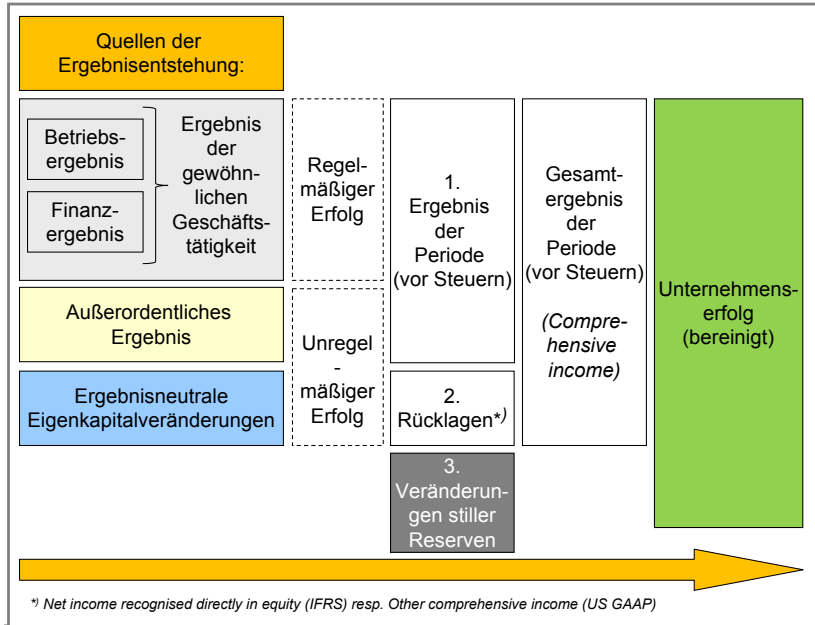 Quellen der
Ergebnisentstehung:
Betriebs-
ergebnis
Finanz-
ergebnis
Ergebnis
der
gewöhn-
lichen
Geschäfts-
tätigkeit
Regel-
mäßiger
Erfolg
1.
Ergebnis
der
Periode
(vor Steuern)
Gesamt-
ergebnis
der
Periode
(vor Steuern)
(Compre-
hensive
income)
Unternehmens-
erfolg
(bereinigt)
Außerordentliches
Ergebnis
Unregel
-
mäßiger
Erfolg
Ergebnisneutrale
Eigenkapitalveränderungen
2.
Rücklagen*)
3.
Veränderun-
gen stiller
Reserven
*) Net income recognised directly in equity (IFRS) resp. Other comprehensive income (US GAAP)